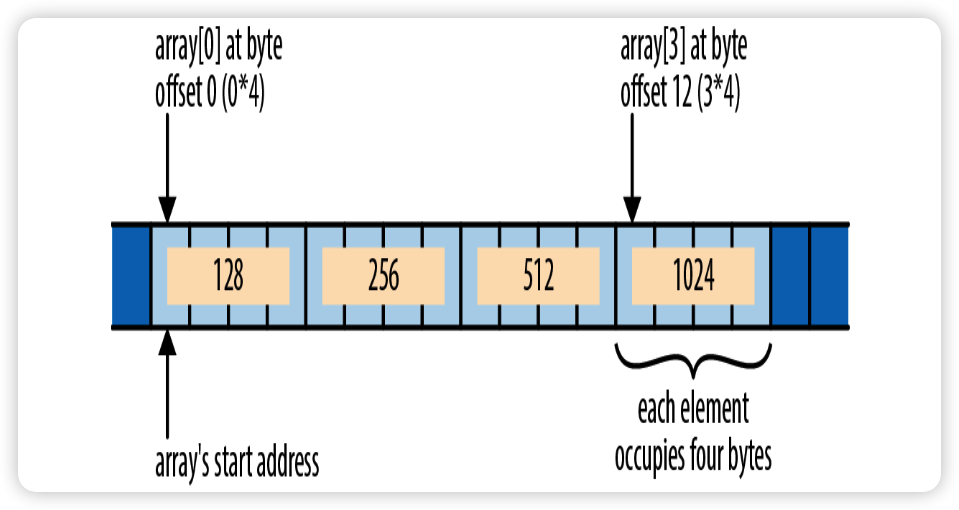 array[0] at byte
offset 0 (0*4)
array[3] at byte
offset 12 (3*4)
128
256
512
1024
each element
occupies four bytes
array's start address